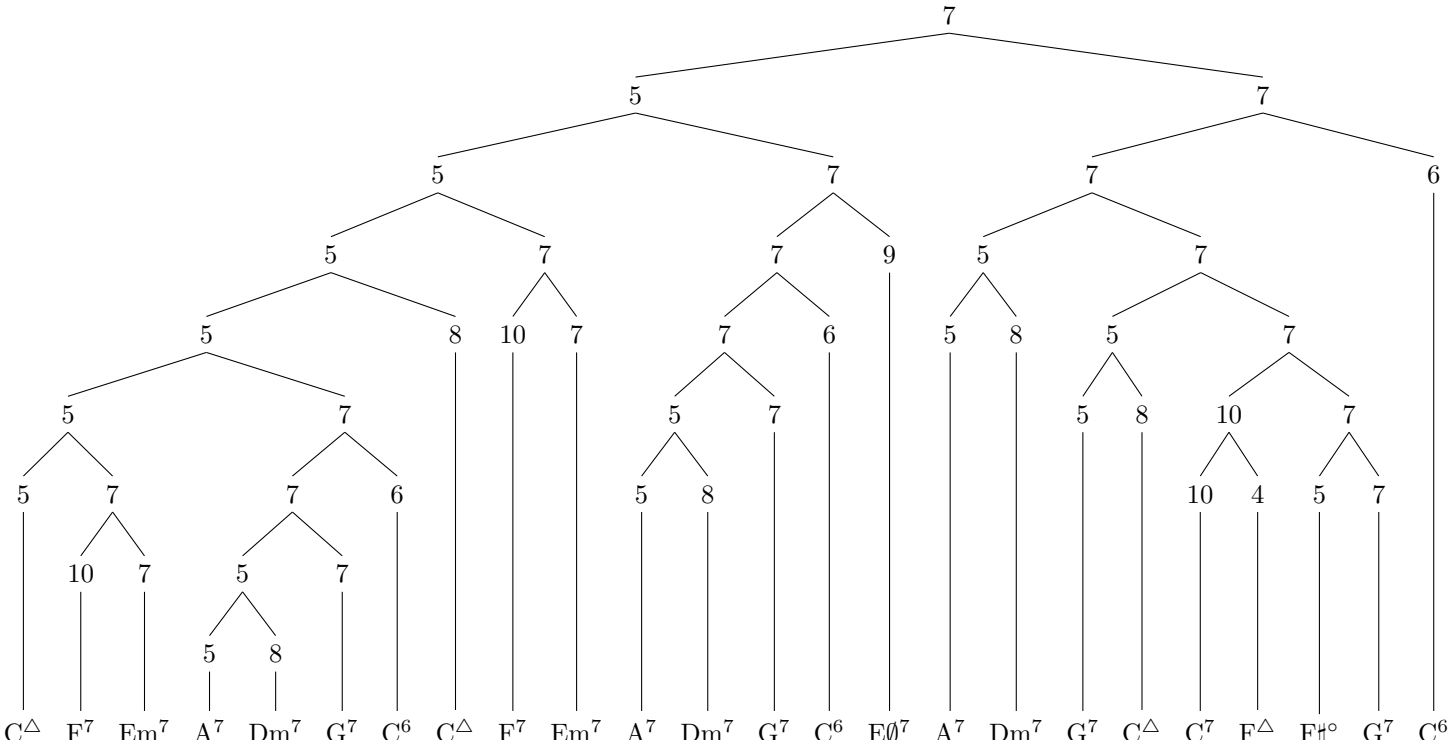 7
5 7
5 7 7 6
5 7 7 9 5 7
5 8 10 7 7 6 5 8 5 7
5 7 5 7 5 8 10 7
5 7 7 6 5 8 10 4 5 7
10 7 5 7
5 8
C△ F⁷ Em⁷ A⁷ Dm⁷ G⁷ C⁶ C△ F⁷ Em⁷ A⁷ Dm⁷ G⁷ C⁶ EØ⁷ A⁷ Dm⁷ G⁷ C△ C⁷ F△ F♯° G⁷ C⁶